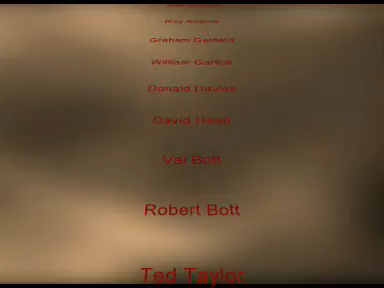 Graham Geldard
William Garlick
Donald Davies
David Hood
Val Bott
Robert Bott
Ted Taylor